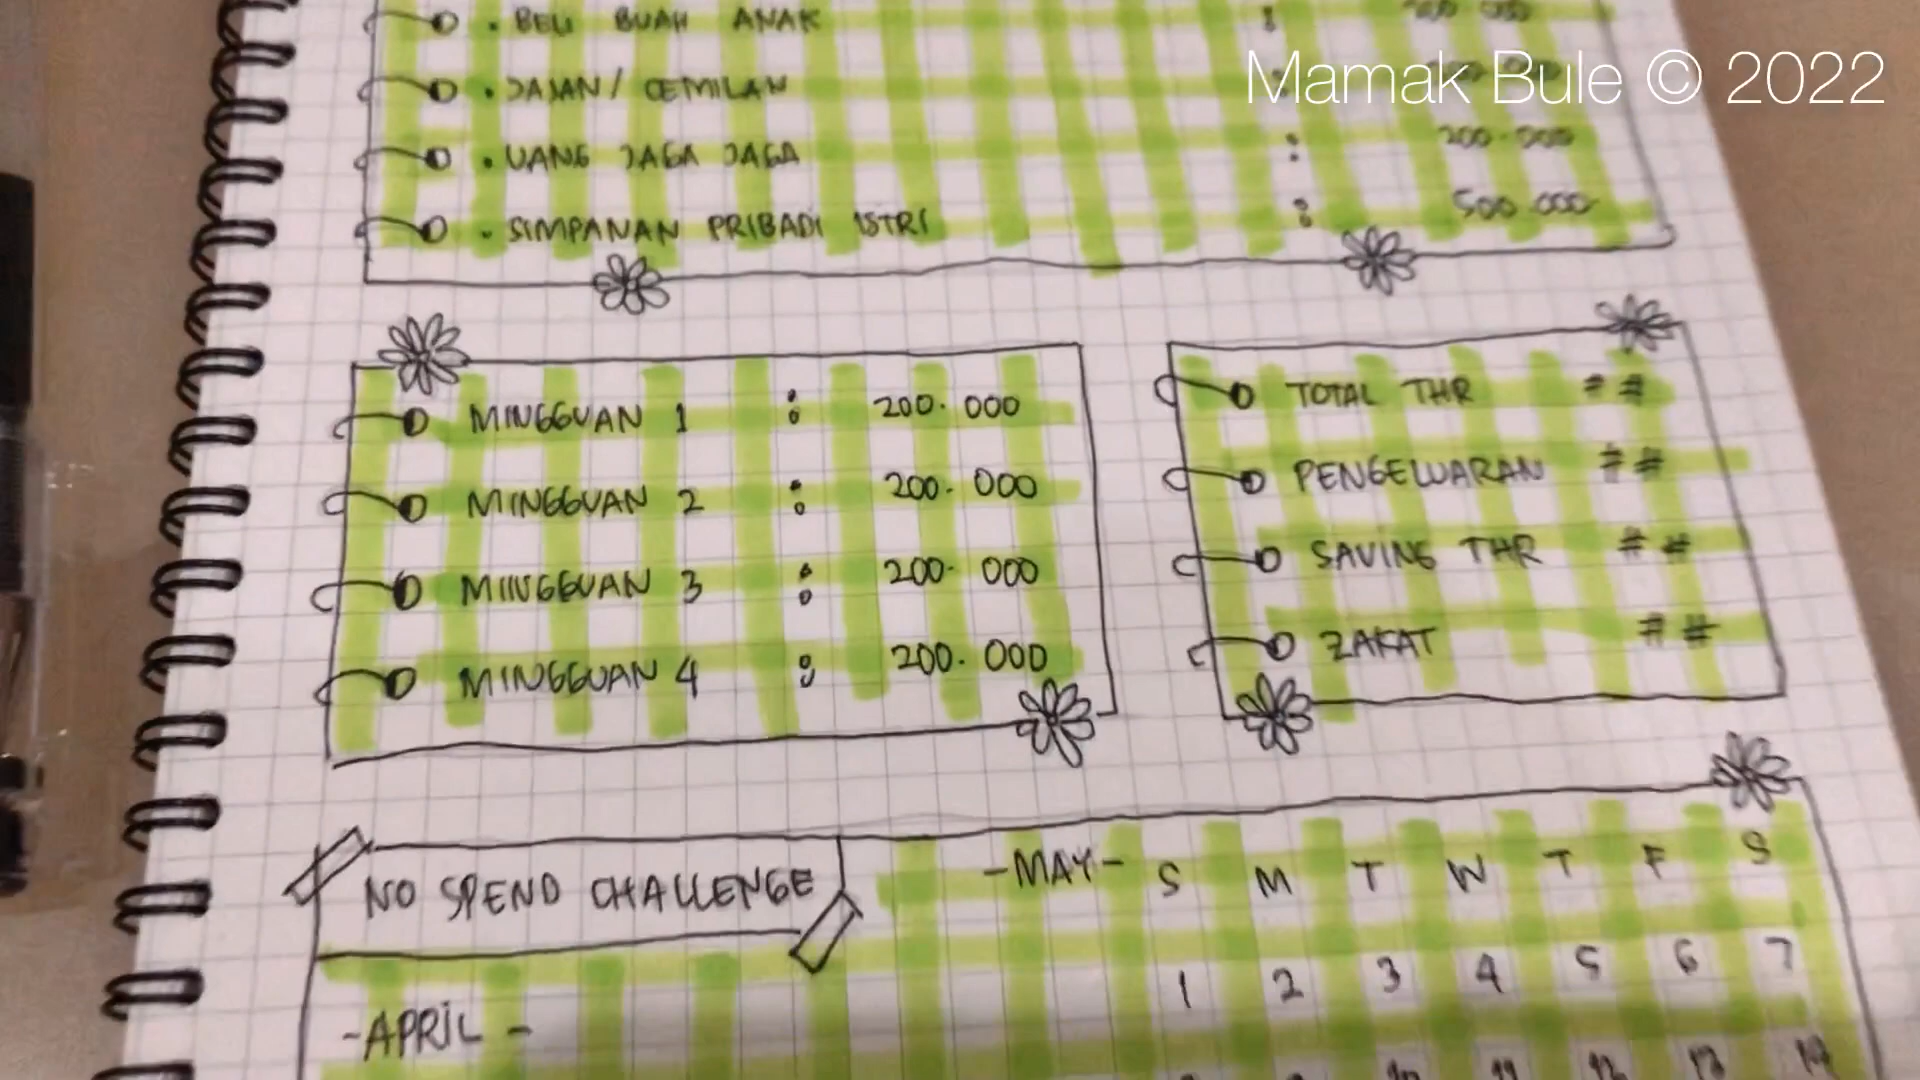 Mamak Bule © 2022
. BELI BUAH ANAK : 200 000
. JAJAN/ CEMILAN
. UANG JAGA JAGA : 200.000
. SIMPANAN PRIBADI ISTRI : 500.000
MINGGUAN 1 : 200.000
MINGGUAN 2 : 200.000
MINGGUAN 3 : 200.000
MINGGUAN 4 : 200.000
TOTAL THR ##
PENGELUARAN ##
SAVING THR ##
ZAKAT ##
NO SPEND CHALLENGE
-APRIL-
-MAY- S M T W T F S
1 2 3 4 5 6 7